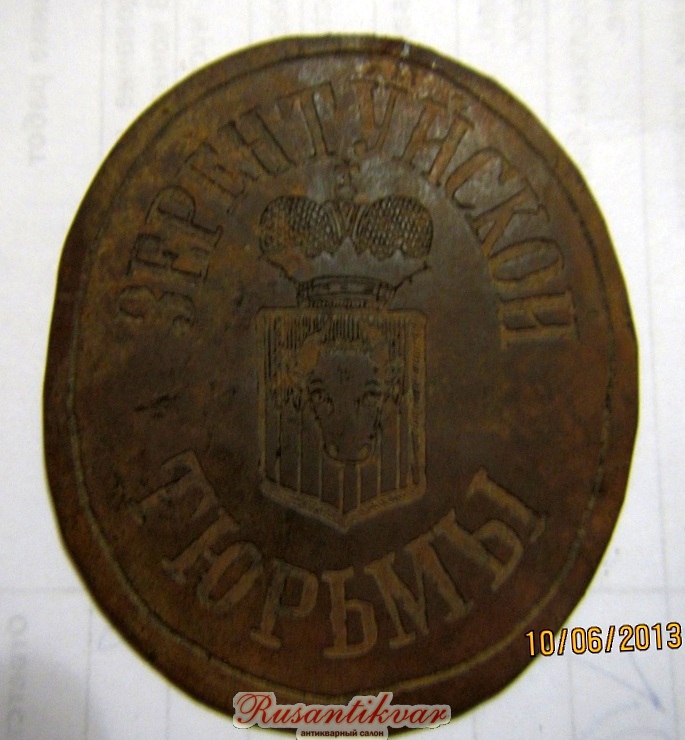 ЗЕРЕНТУЙСКОЙ
ТЮРЬМЫ
10/06/2013
Rusantikvar
антикварный салон